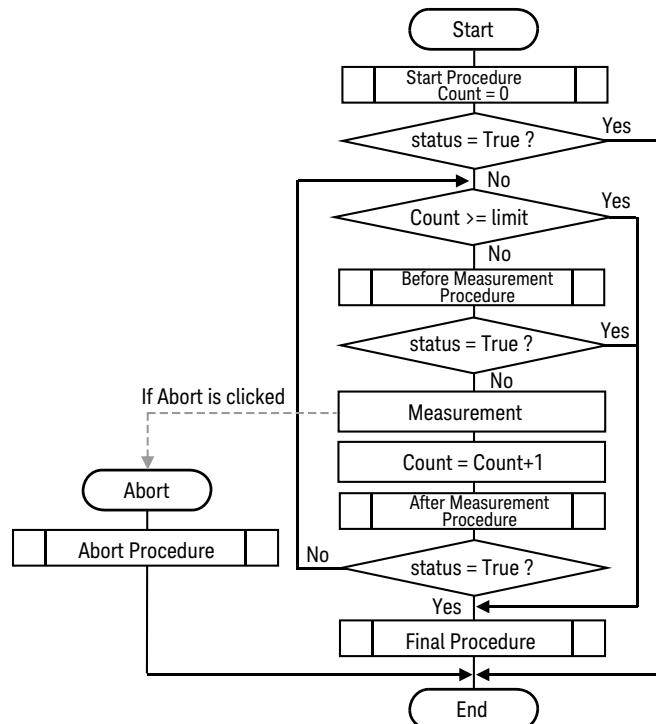 Start
Start Procedure
Count = 0
status = True ?
Yes
No
Count >= limit
Yes
No
Before Measurement
Procedure
status = True ?
Yes
No
If Abort is clicked
Measurement
Count = Count+1
Abort
After Measurement
Procedure
Abort Procedure
No
status = True ?
Yes
Final Procedure
End